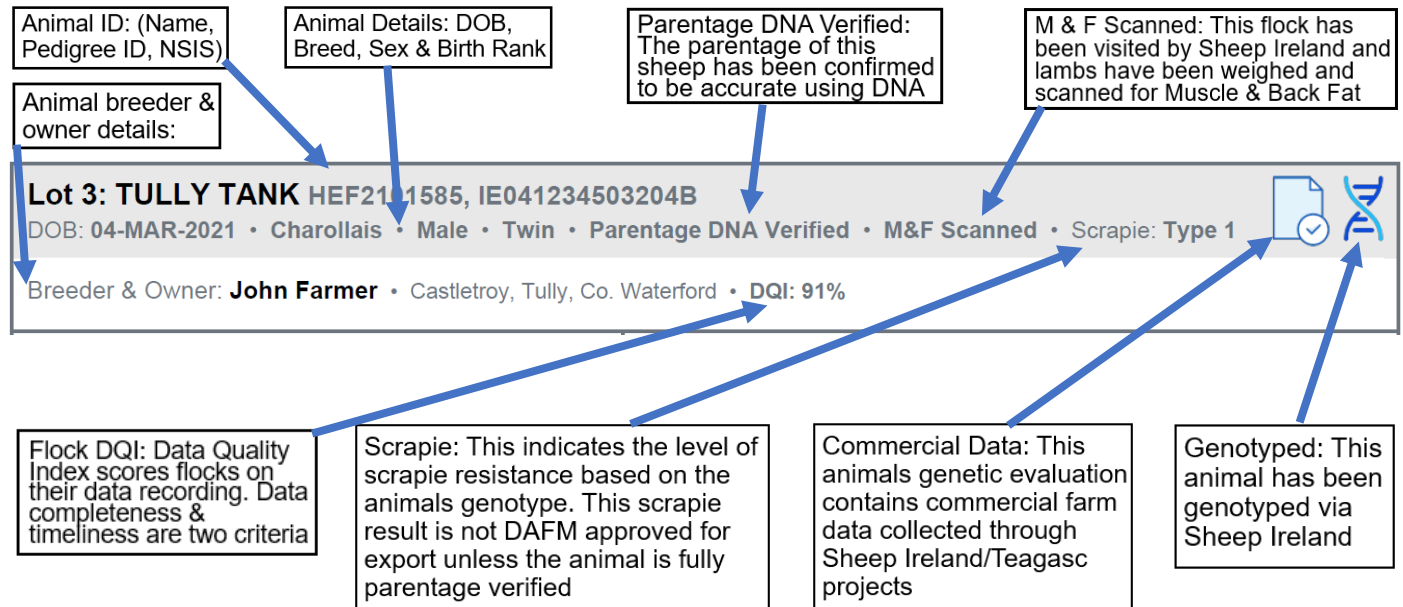 Animal ID: (Name,
Pedigree ID, NSIS)
Animal Details: DOB,
Breed, Sex & Birth Rank
Parentage DNA Verified:
The parentage of this
sheep has been confirmed
to be accurate using DNA
M & F Scanned: This flock has
been visited by Sheep Ireland and
lambs have been weighed and
scanned for Muscle & Back Fat
Animal breeder &
owner details:
Lot 3: TULLY TANK HEF2101585, IE041234503204B
DOB: 04-MAR-2021 • Charollais • Male • Twin • Parentage DNA Verified • M&F Scanned • Scrapie: Type 1
Breeder & Owner: John Farmer • Castletroy, Tully, Co. Waterford • DQI: 91%
Flock DQI: Data Quality
Index scores flocks on
their data recording. Data
completeness &
timeliness are two criteria
Scrapie: This indicates the level of
scrapie resistance based on the
animals genotype. This scrapie
result is not DAFM approved for
export unless the animal is fully
parentage verified
Commercial Data: This
animals genetic evaluation
contains commercial farm
data collected through
Sheep Ireland/Teagasc
projects
Genotyped: This
animal has been
genotyped via
Sheep Ireland